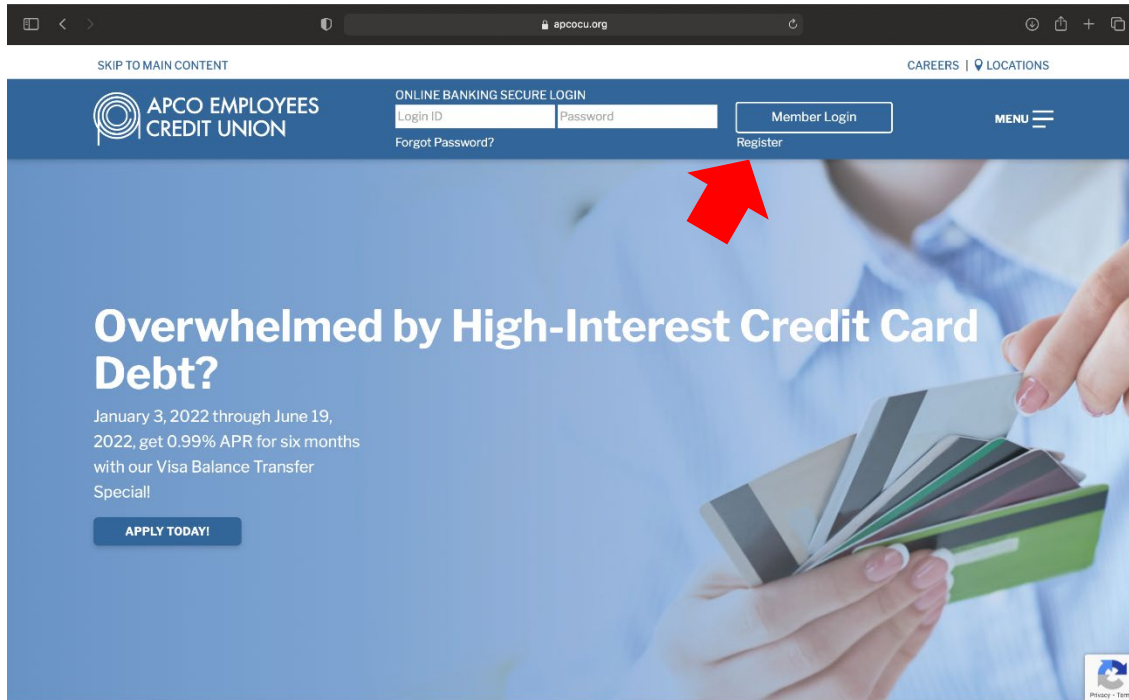 apcocu.org
SKIP TO MAIN CONTENT
CAREERS | LOCATIONS
APCO EMPLOYEES
CREDIT UNION
ONLINE BANKING SECURE LOGIN
Login ID
Password
Forgot Password?
Member Login
Register
MENU
Overwhelmed by High-Interest Credit Card
Debt?
January 3, 2022 through June 19,
2022, get 0.99% APR for six months
with our Visa Balance Transfer
Special!
APPLY TODAY!
Privacy - Term